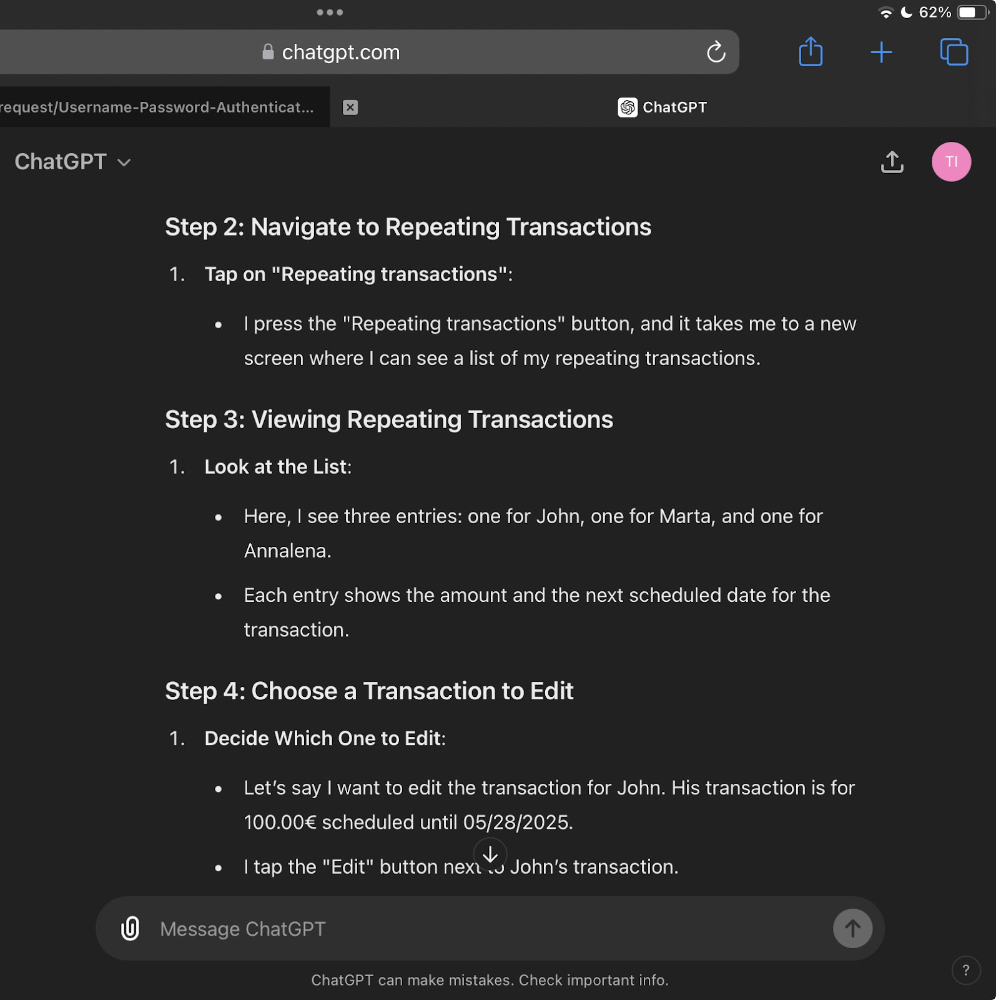 62%
chatgpt.com
request/Username-Password-Authenticat...
ChatGPT
ChatGPT
TI
Step 2: Navigate to Repeating Transactions
1. Tap on "Repeating transactions":
• I press the "Repeating transactions" button, and it takes me to a new
screen where I can see a list of my repeating transactions.
Step 3: Viewing Repeating Transactions
1. Look at the List:
• Here, I see three entries: one for John, one for Marta, and one for
Annalena.
• Each entry shows the amount and the next scheduled date for the
transaction.
Step 4: Choose a Transaction to Edit
1. Decide Which One to Edit:
• Let’s say I want to edit the transaction for John. His transaction is for
100.00€ scheduled until 05/28/2025.
• I tap the "Edit" button next to John’s transaction.
Message ChatGPT
ChatGPT can make mistakes. Check important info.
?